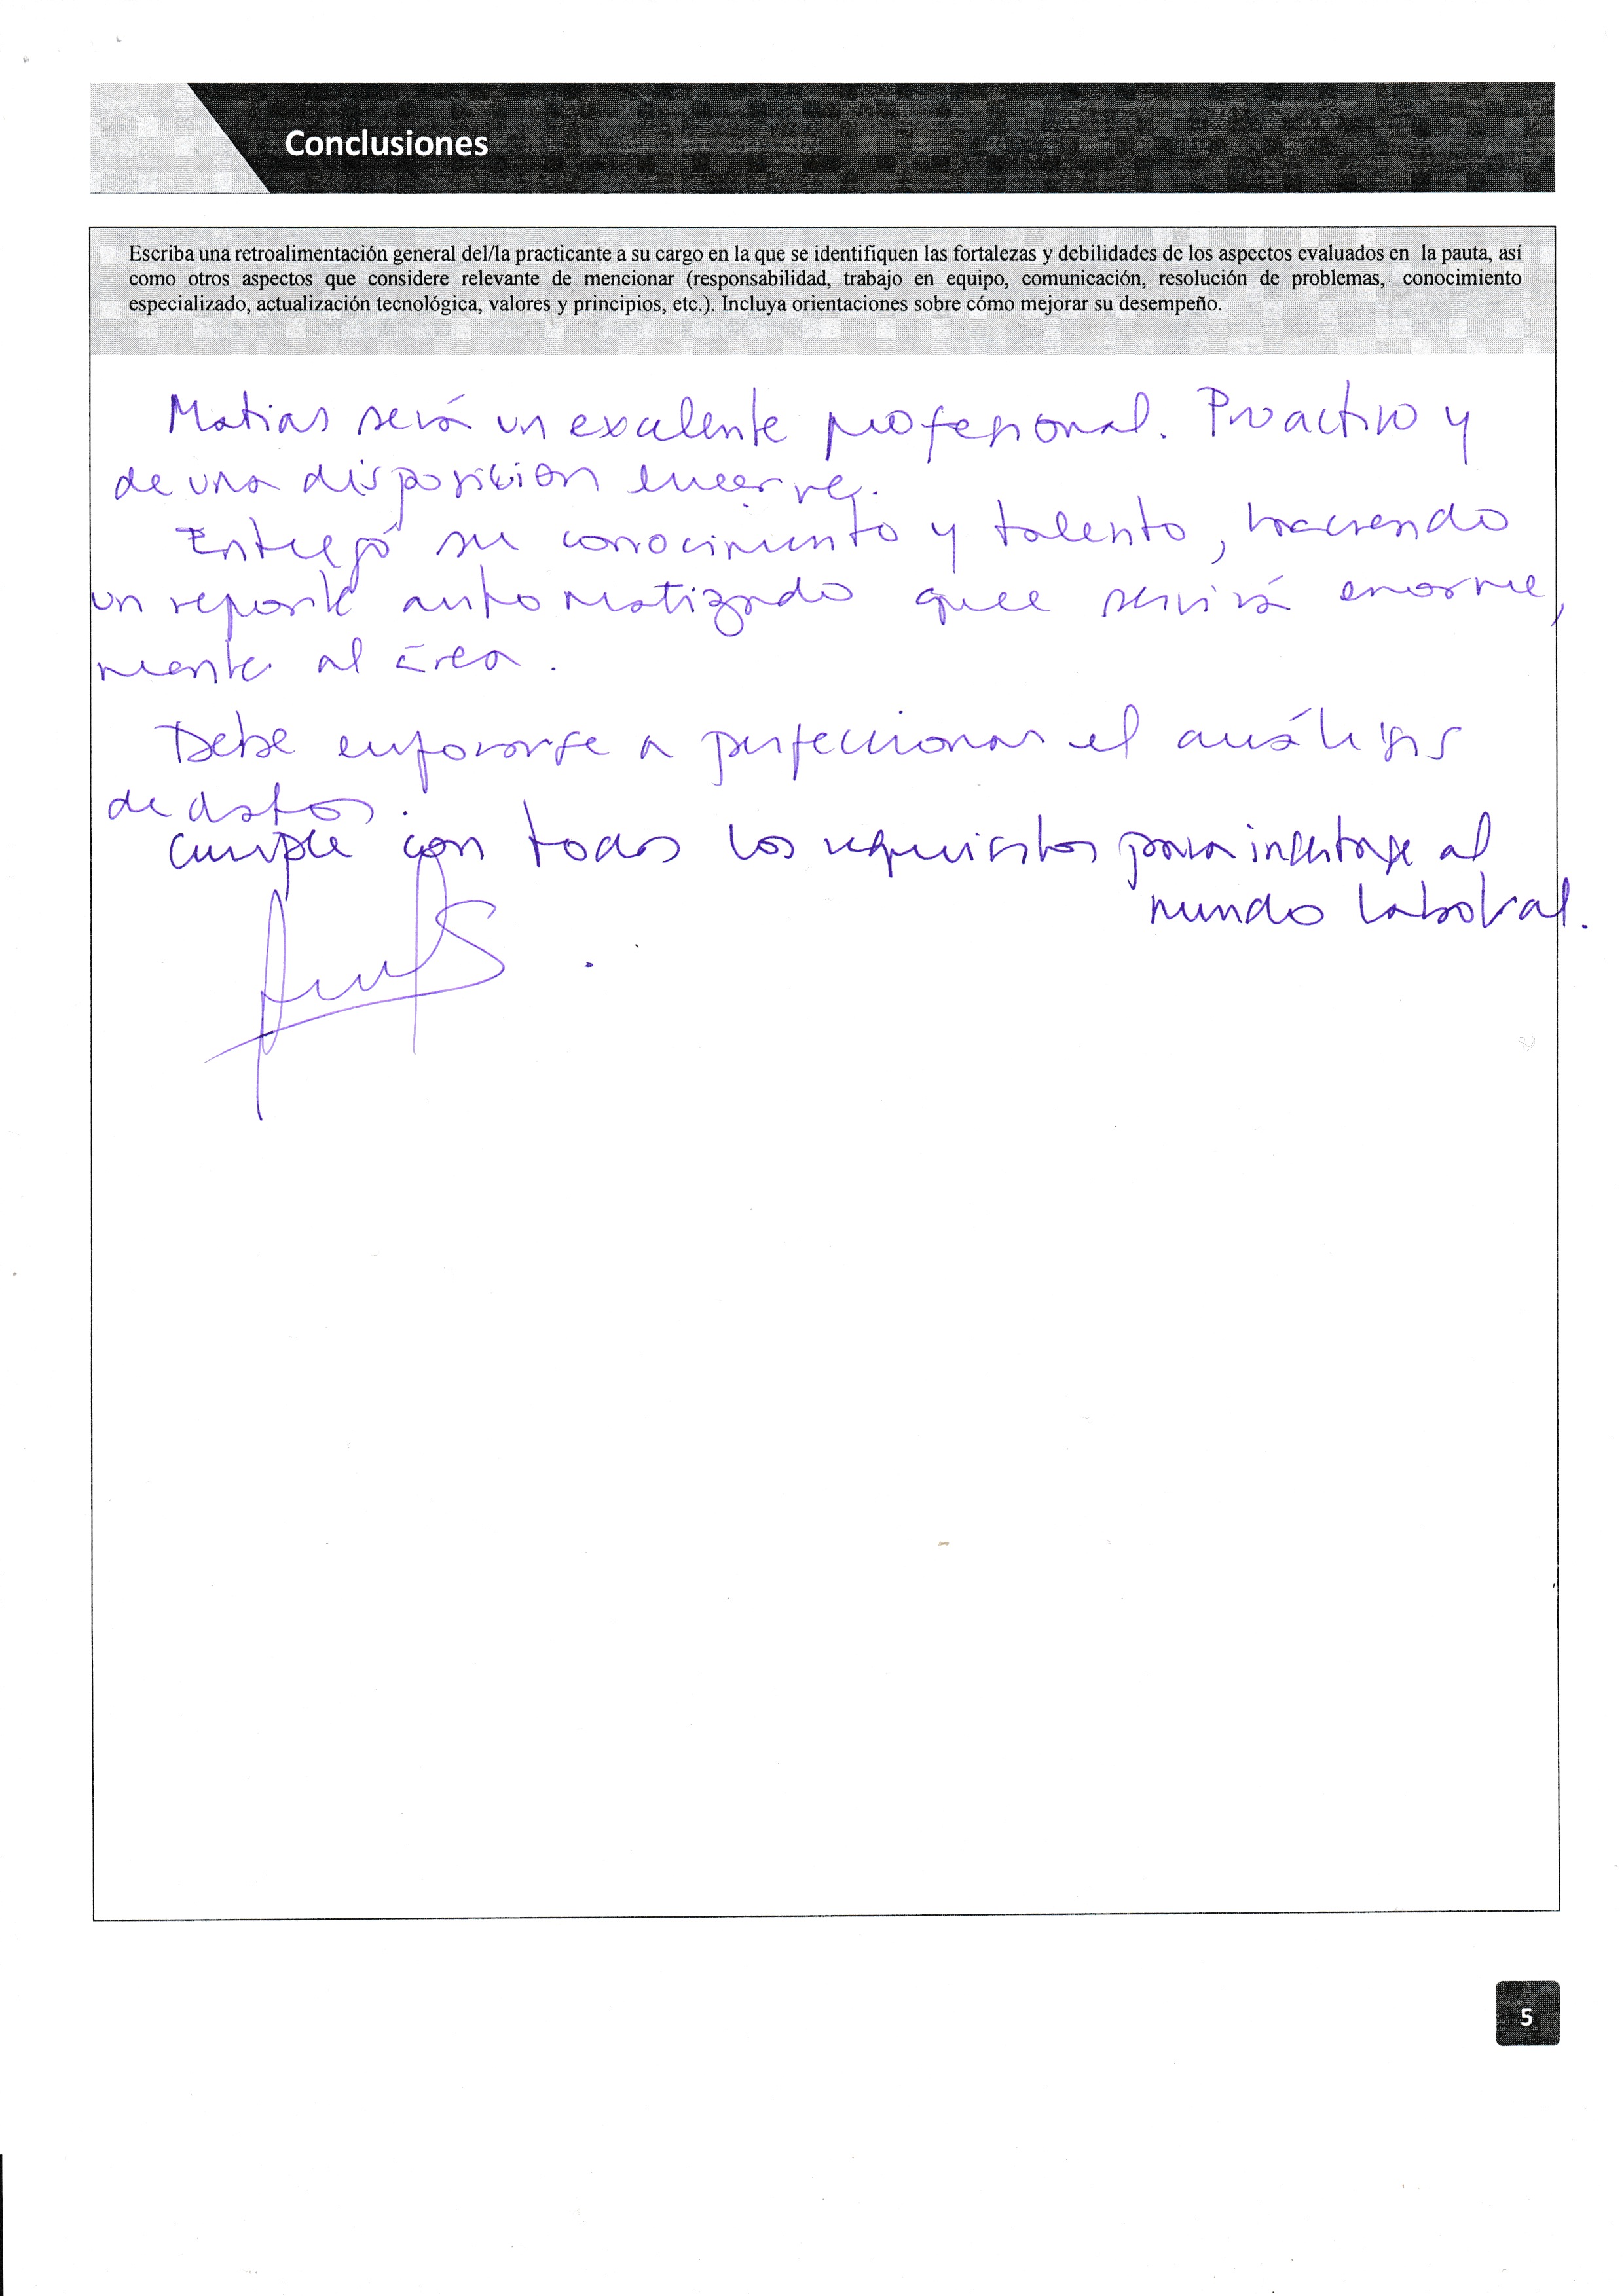 Conclusiones
Escriba una retroalimentación general del/la practicante a su cargo en la que se identifiquen las fortalezas y debilidades de los aspectos evaluados en la pauta, así
como otros aspectos que considere relevante de mencionar (responsabilidad, trabajo en equipo, comunicación, resolución de problemas, conocimiento
especializado, actualización tecnológica, valores y principios, etc.). Incluya orientaciones sobre cómo mejorar su desempeño.
Matias será un excelente profesional. Proactivo y
de una disposición enorme.
Entregó su conocimiento y talento, haciendo
un reporte automatizado que servirá enorme,
mente al área.
Debe enfocarse a perfeccionar el análisis
de datos.
Cumple con todos los requisitos para insertarse al
mundo laboral.
5